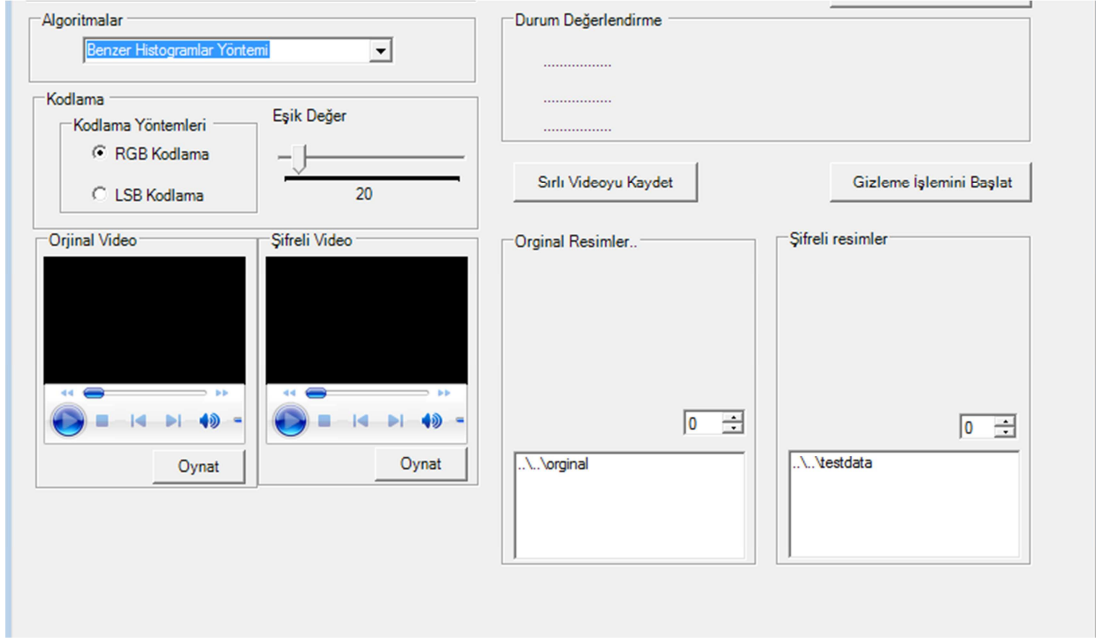 Algoritmalar
Benzer Histogramlar Yöntemi
Kodlama
Kodlama Yöntemleri
RGB Kodlama
LSB Kodlama
Eşik Değer
20
Durum Değerlendirme
.................
.................
.................
Sırlı Videoyu Kaydet
Gizleme İşlemini Başlat
Orjinal Video
Oynat
Şifreli Video
Oynat
Orginal Resimler..
0
..\..\orginal
Şifreli resimler
0
..\..\testdata